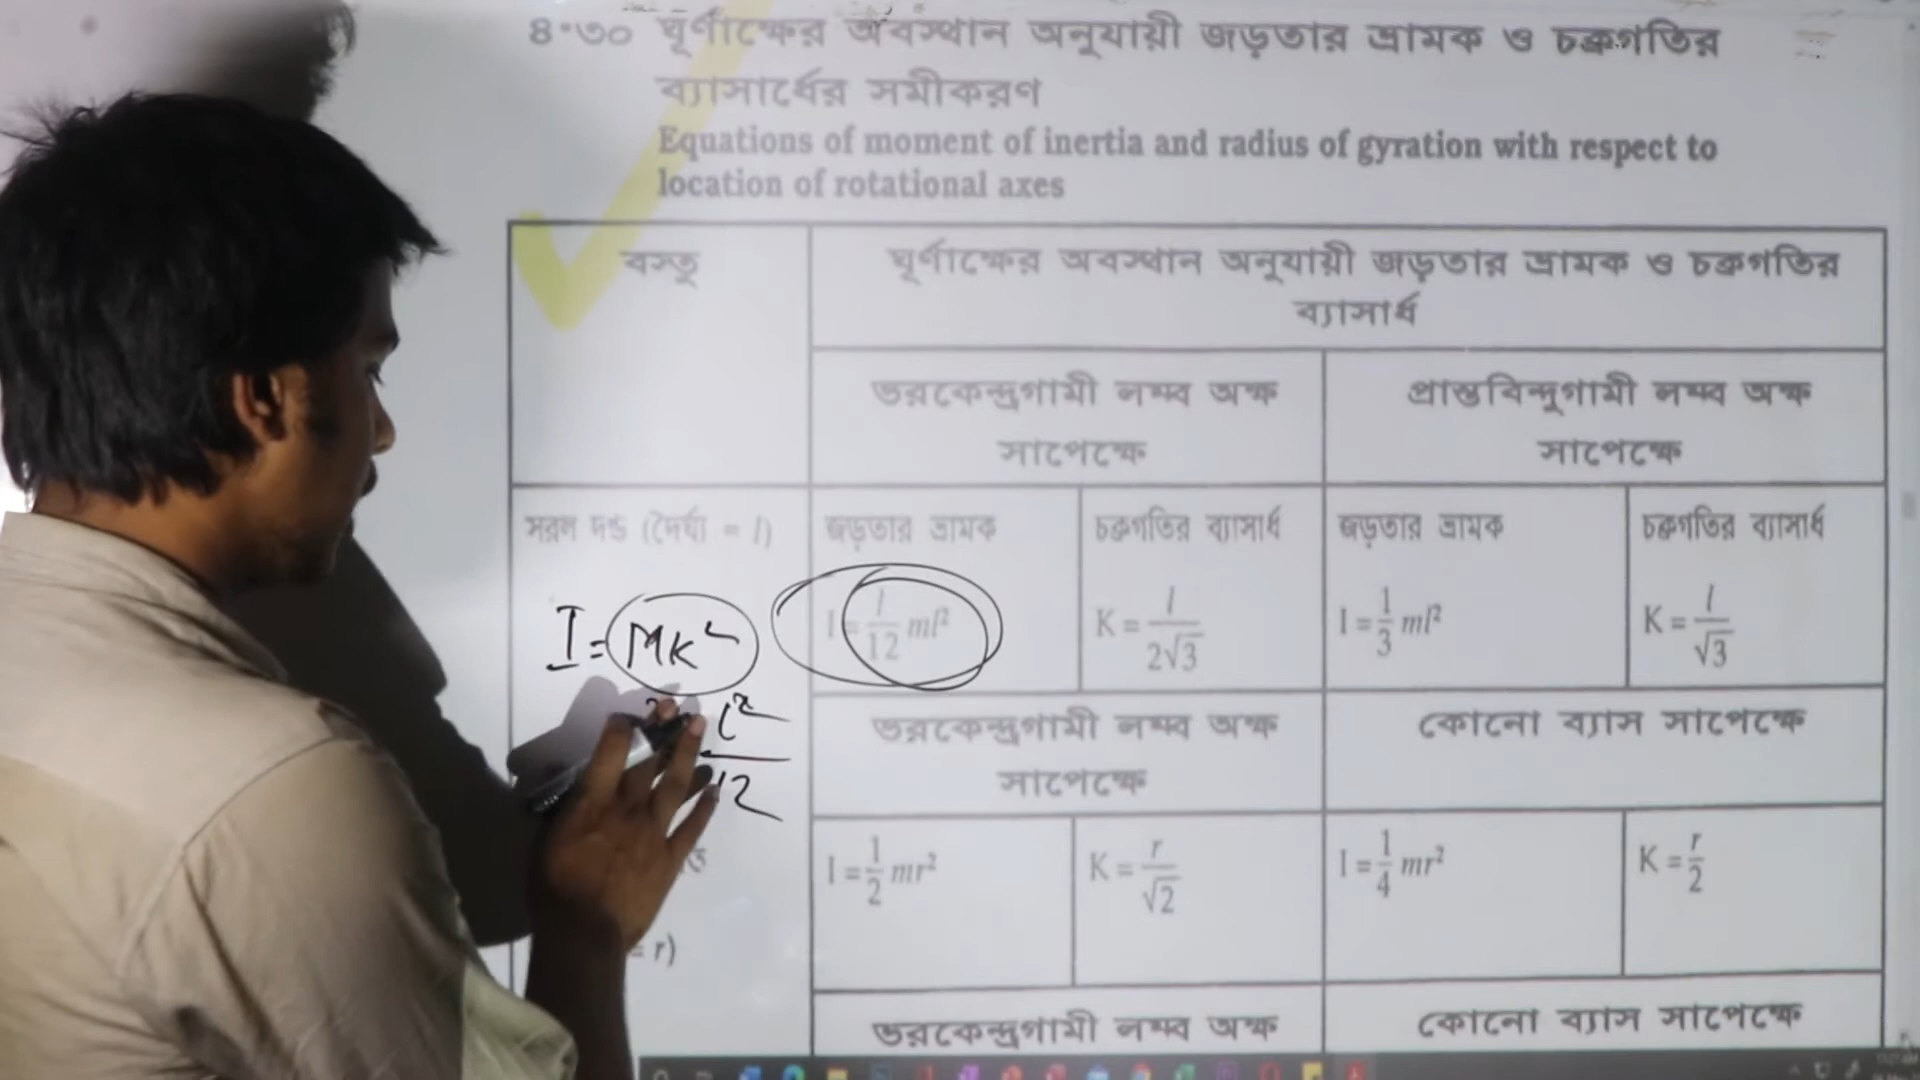 ৪·৩০ ঘূর্ণাক্ষের অবস্থান অনুযায়ী জড়তার ভ্রামক ও চক্রগতির
ব্যাসার্ধের সমীকরণ
Equations of moment of inertia and radius of gyration with respect to
location of rotational axes
বস্তু
ঘূর্ণাক্ষের অবস্থান অনুযায়ী জড়তার ভ্রামক ও চক্রগতির
ব্যাসার্ধ
ভরকেন্দ্রগামী লম্ব অক্ষ
সাপেক্ষে
প্রান্তবিন্দুগামী লম্ব অক্ষ
সাপেক্ষে
সরল দণ্ড (দৈর্ঘ্য = l)
জড়তার ভ্রামক
চক্রগতির ব্যাসার্ধ
জড়তার ভ্রামক
চক্রগতির ব্যাসার্ধ
I = MK²
I = 1/12 ml²
K = l/2√3
I = 1/3 ml²
K = l/√3
l²/12
ভরকেন্দ্রগামী লম্ব অক্ষ
সাপেক্ষে
কোনো ব্যাস সাপেক্ষে
I = 1/2 mr²
K = r/√2
I = 1/4 mr²
K = r/2
= r)
ভরকেন্দ্রগামী লম্ব অক্ষ
কোনো ব্যাস সাপেক্ষে